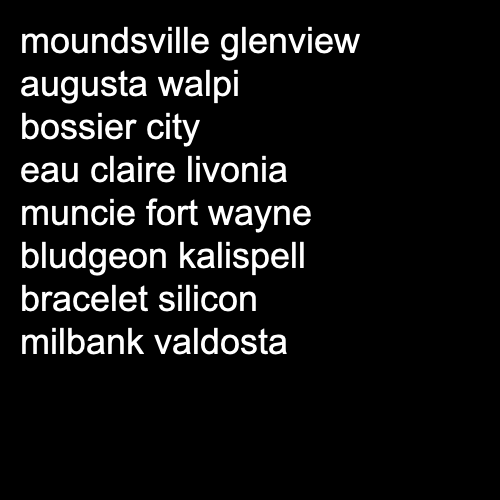 moundsville glenview
augusta walpi
bossier city
eau claire livonia
muncie fort wayne
bludgeon kalispell
bracelet silicon
milbank valdosta